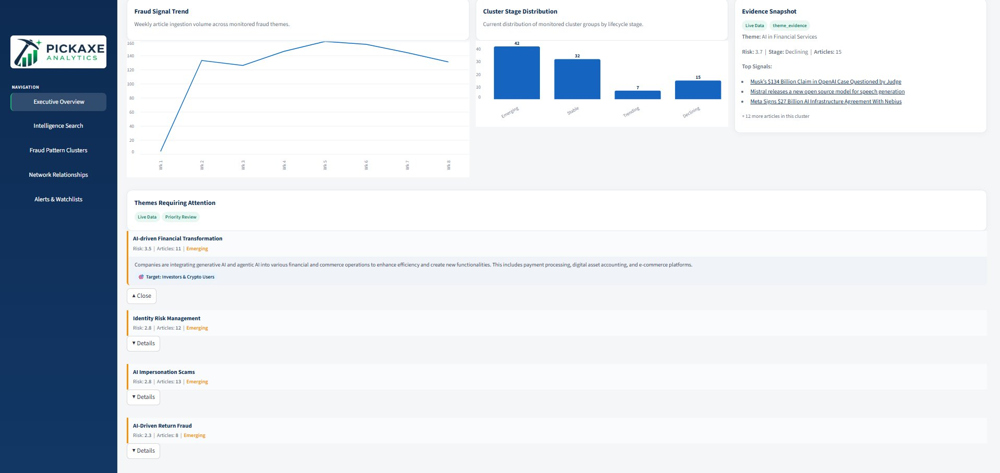 PICKAXE
ANALYTICS
NAVIGATION
Executive Overview
Intelligence Search
Fraud Pattern Clusters
Network Relationships
Alerts & Watchlists
Fraud Signal Trend
Weekly article ingestion volume across monitored fraud themes.
160
140
120
100
80
60
40
20
0
Wk 1
Wk 2
Wk 3
Wk 4
Wk 5
Wk 6
Wk 7
Wk 8
Cluster Stage Distribution
Current distribution of monitored cluster groups by lifecycle stage.
40
30
20
10
0
42
32
7
15
Emerging
Stable
Trending
Declining
Evidence Snapshot
Live Data theme_evidence
Theme: AI in Financial Services
Risk: 3.7 | Stage: Declining | Articles: 15
Top Signals:
• Musk's $134 Billion Claim in OpenAI Case Questioned by Judge
• Mistral releases a new open source model for speech generation
• Meta Signs $27 Billion AI Infrastructure Agreement With Nebius
+ 12 more articles in this cluster
Themes Requiring Attention
Live Data Priority Review
AI-driven Financial Transformation
Risk: 3.5 | Articles: 11 | Emerging
Companies are integrating generative AI and agentic AI into various financial and commerce operations to enhance efficiency and create new functionalities. This includes payment processing, digital asset accounting, and e-commerce platforms.
🎯 Target: Investors & Crypto Users
▲ Close
Identity Risk Management
Risk: 2.8 | Articles: 12 | Emerging
▼ Details
AI Impersonation Scams
Risk: 2.8 | Articles: 13 | Emerging
▼ Details
AI-Driven Return Fraud
Risk: 2.3 | Articles: 8 | Emerging
▼ Details